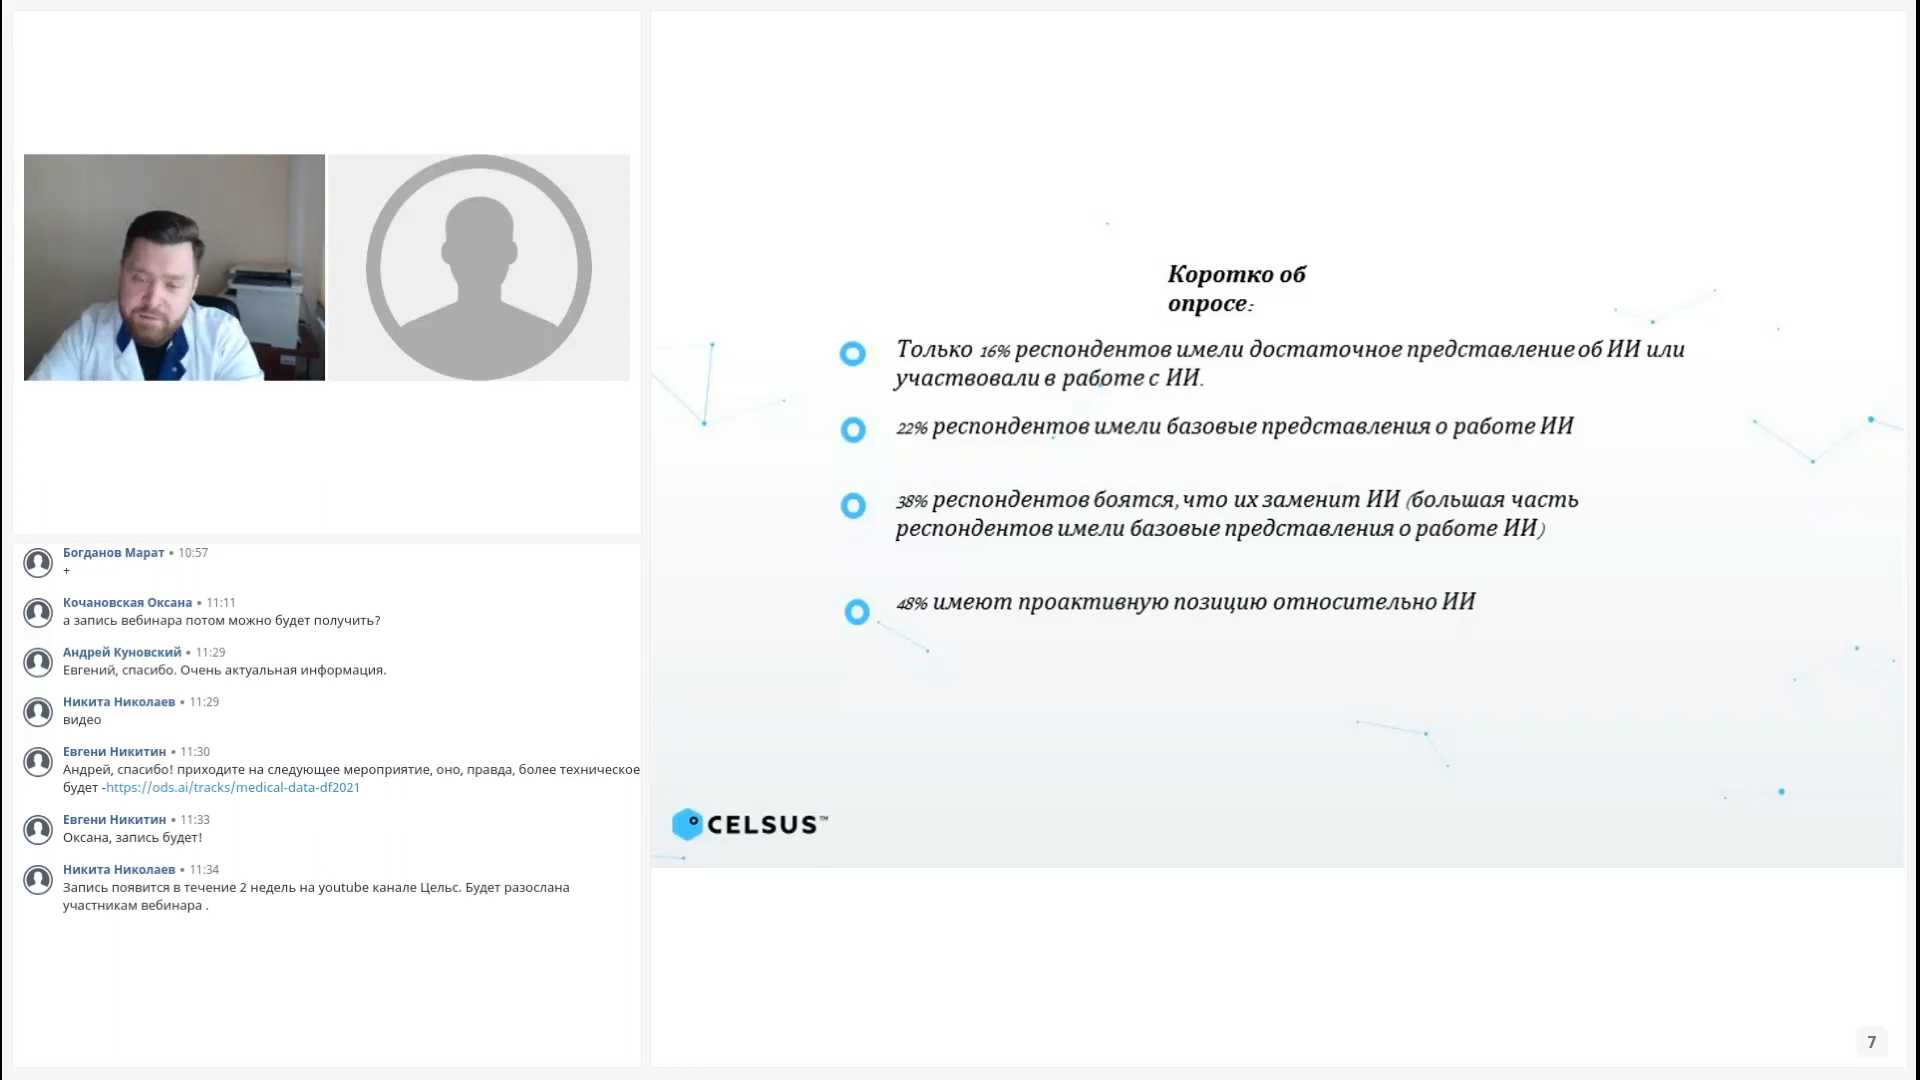 Богданов Марат • 10:57
+
Кочановская Оксана • 11:11
а запись вебинара потом можно будет получить?
Андрей Куновский • 11:29
Евгений, спасибо. Очень актуальная информация.
Никита Николаев • 11:29
видео
Евгени Никитин • 11:30
Андрей, спасибо! приходите на следующее мероприятие, оно, правда, более техническое
будет -https://ods.ai/tracks/medical-data-df2021
Евгени Никитин • 11:33
Оксана, запись будет!
Никита Николаев • 11:34
Запись появится в течение 2 недель на youtube канале Цельс. Будет разослана
участникам вебинара .
Коротко об
опросе:
Только 16% респондентов имели достаточное представление об ИИ или
участвовали в работе с ИИ.
22% респондентов имели базовые представления о работе ИИ
38% респондентов боятся, что их заменит ИИ (большая часть
респондентов имели базовые представления о работе ИИ)
48% имеют проактивную позицию относительно ИИ
CELSUS™
7